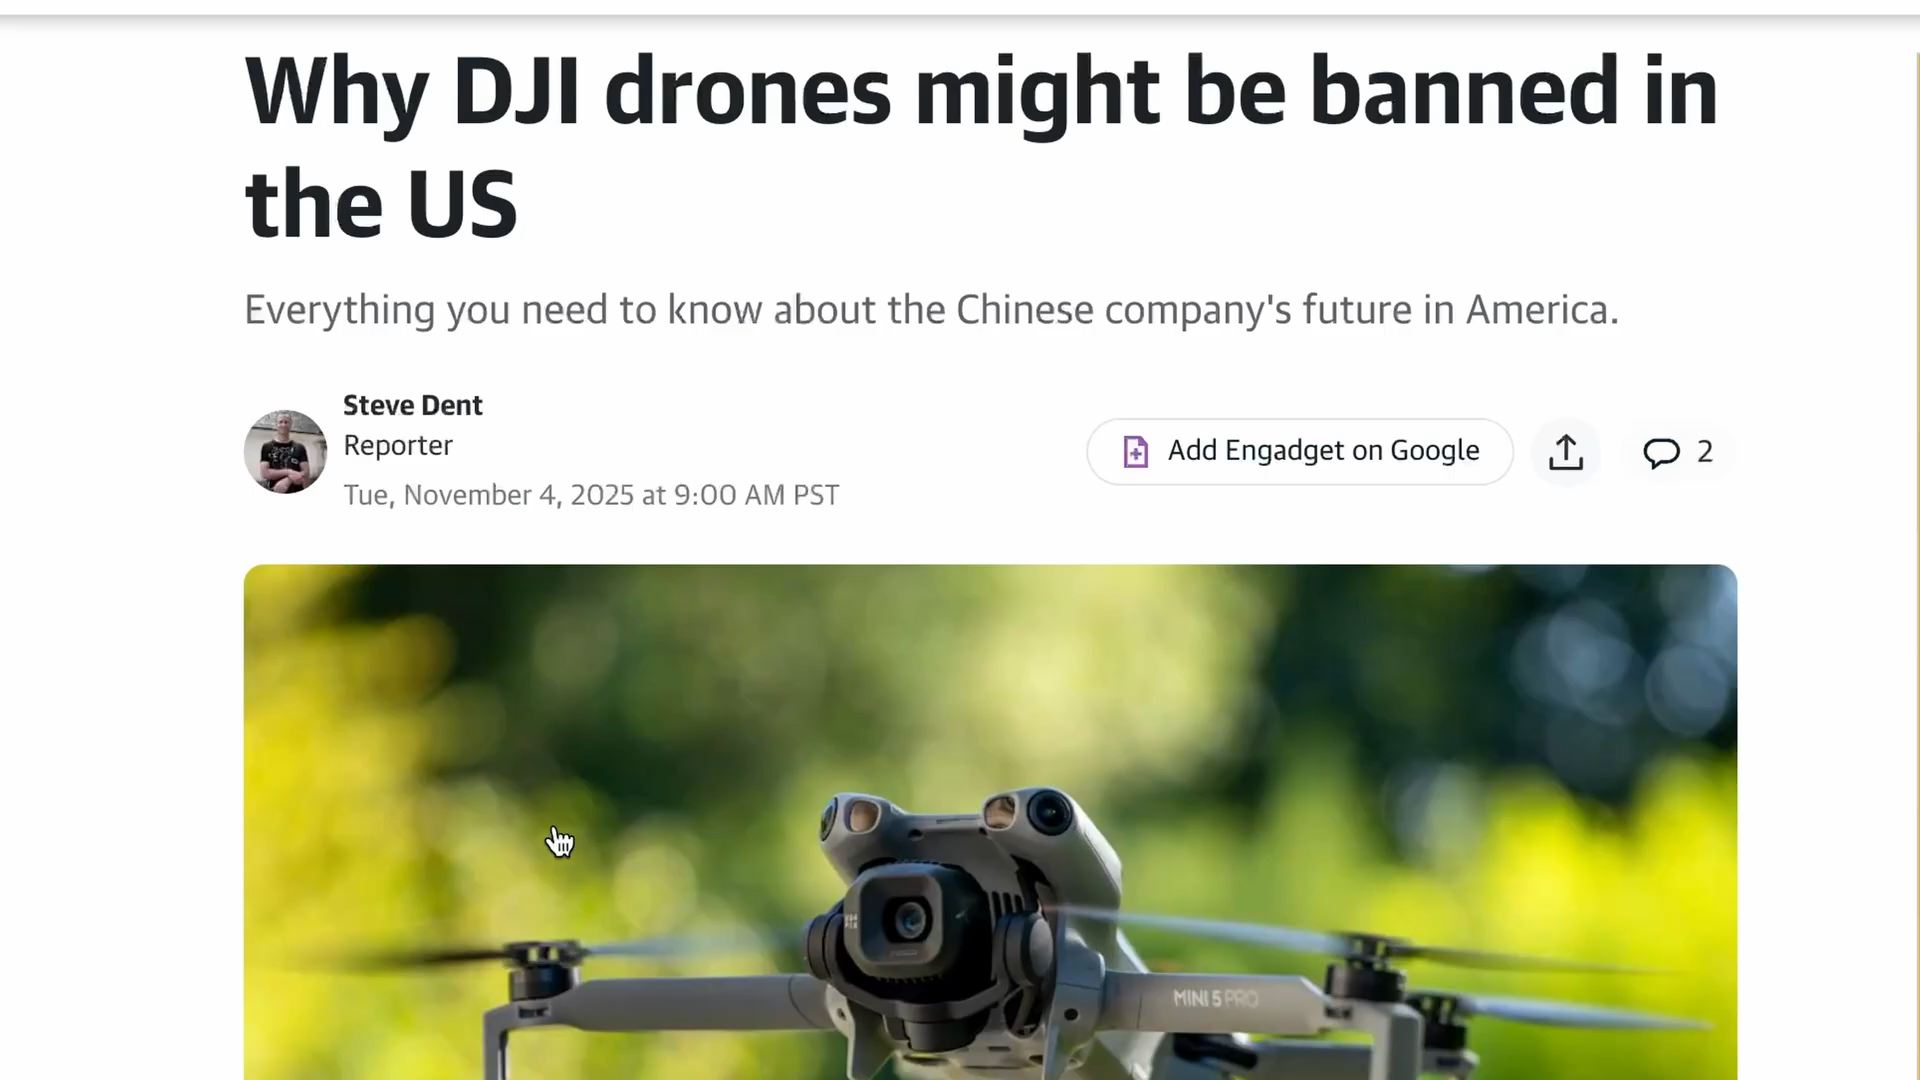 Why DJI drones might be banned in
the US
Everything you need to know about the Chinese company's future in America.
Steve Dent
Reporter
Tue, November 4, 2025 at 9:00 AM PST
Add Engadget on Google
2
MINI 5 PRO